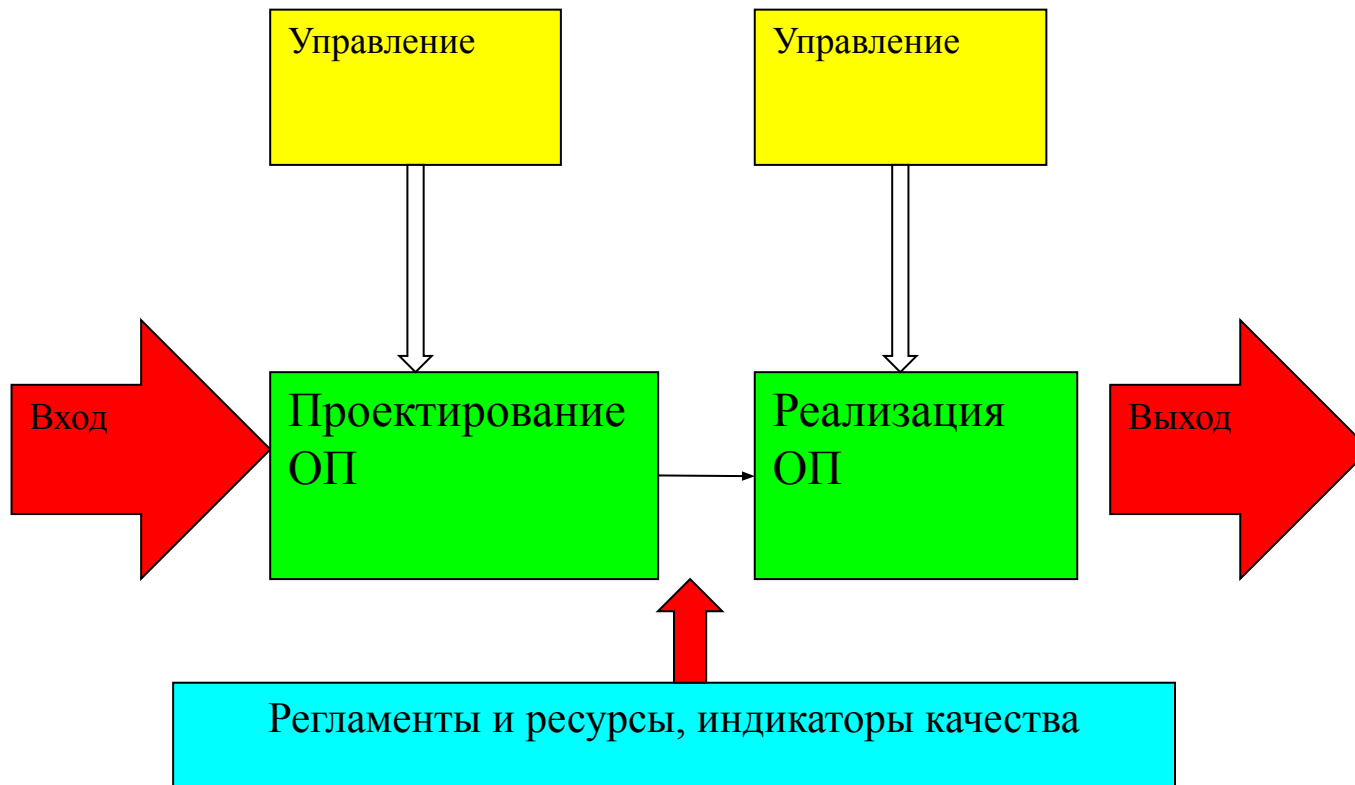 Управление
Управление
Вход
Проектирование
ОП
Реализация
ОП
Выход
Регламенты и ресурсы, индикаторы качества